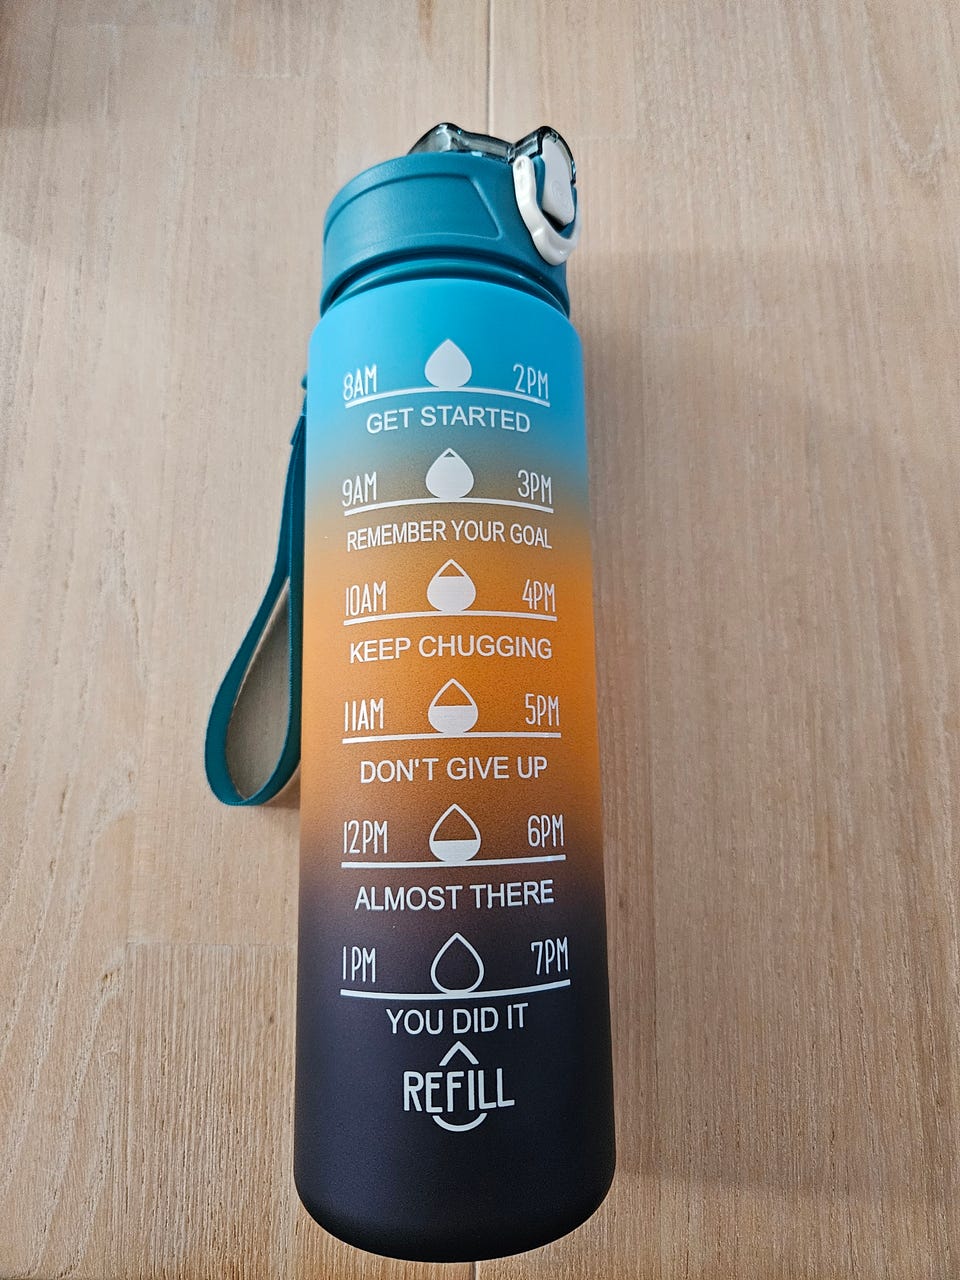 8AM 2PM
GET STARTED
9AM 3PM
REMEMBER YOUR GOAL
10AM 4PM
KEEP CHUGGING
11AM 5PM
DON'T GIVE UP
12PM 6PM
ALMOST THERE
1PM 7PM
YOU DID IT
REFILL